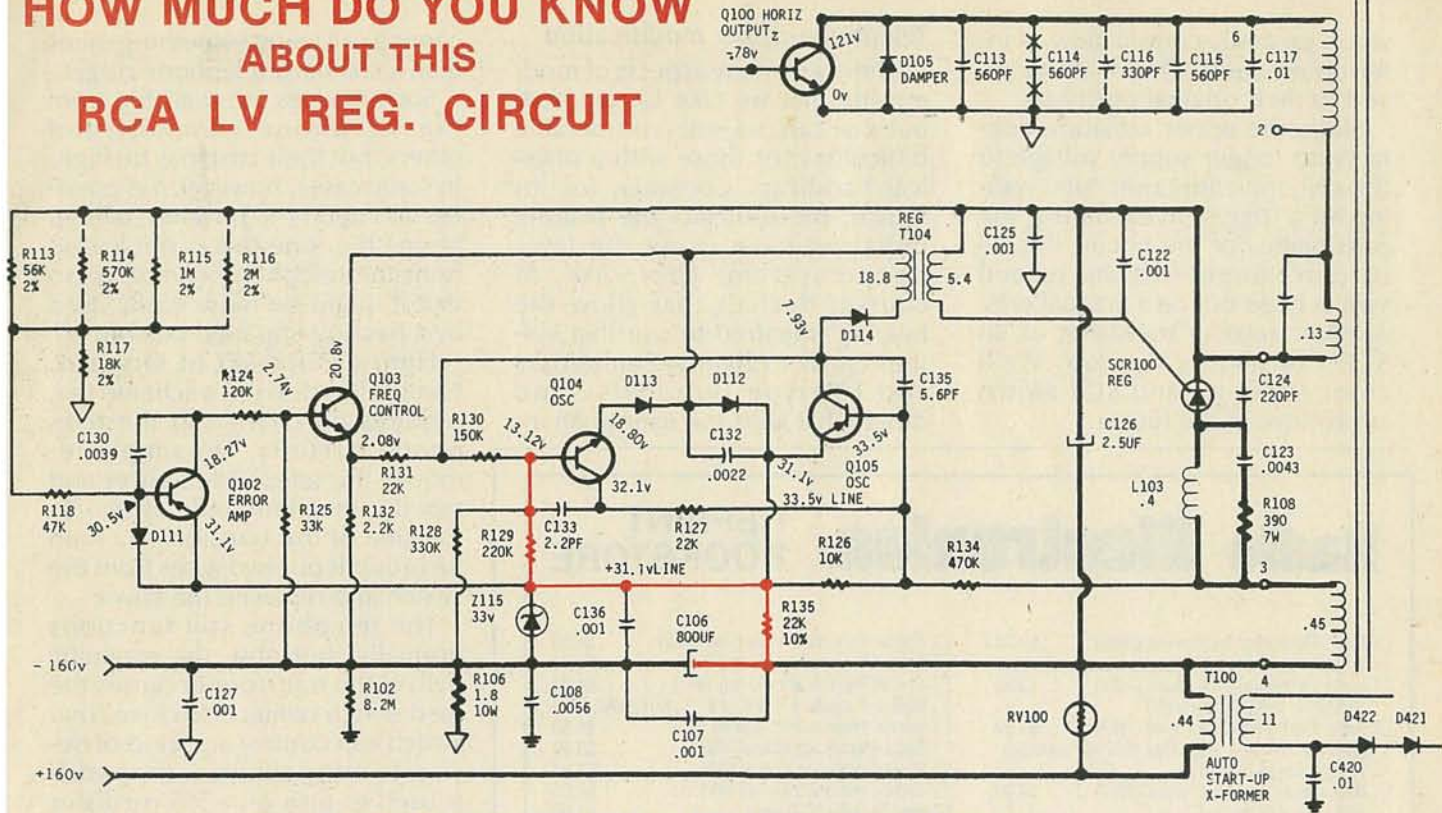 HOW MUCH DO YOU KNOW
ABOUT THIS
RCA LV REG. CIRCUIT
Q100 HORIZ
OUTPUTz
.78v
121v
0v
D105
DAMPER
C113
560PF
C114
560PF
C116
330PF
C115
560PF
6
C117
.01
2
R113
56K
2%
R114
570K
2%
R115
1M
2%
R116
2M
2%
R117
18K
2%
REG
T104
18.8
5.4
C125
.001
C122
.001
.13
7.93v
D114
20.8v
SCR100
REG
R124
120K
2.74v
Q103
FREQ
CONTROL
Q104
OSC
D113
D112
C135
5.6PF
C124
220PF
C126
2.5UF
C130
.0039
18.27v
2.08v
R130
150K
13.12v
18.80v
C132
.0022
33.5v
31.1v
Q105
OSC
C123
.0043
R131
22K
32.1v
33.5v LINE
L103
.4
R108
390
7W
R118
47K
30.5v
Q102
ERROR
AMP
31.1v
D111
R125
33K
R132
2.2K
R128
330K
R129
220K
C133
2.2PF
R127
22K
R126
10K
R134
470K
+31.1vLINE
3
Z115
33v
C136
.001
C106
800UF
R135
22K
10%
.45
- 160v
4
C127
.001
R102
8.2M
R106
1.8
10W
C108
.0056
C107
.001
RV100
T100
.44
11
D422
D421
AUTO
START-UP
X-FORMER
C420
.01
+160v